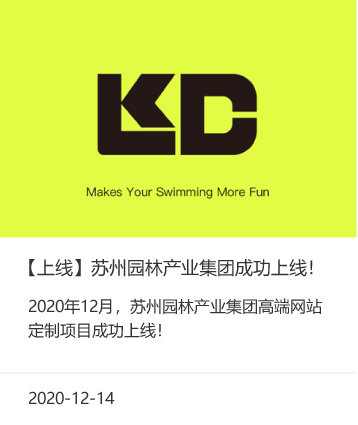 KD
Makes Your Swimming More Fun
【上线】苏州园林产业集团成功上线！
2020年12月，苏州园林产业集团高端网站
定制项目成功上线！
2020-12-14